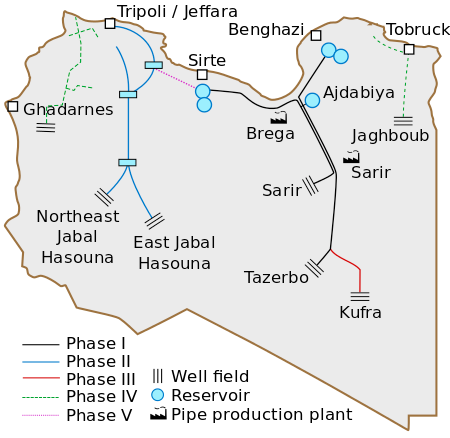 Tripoli / Jeffara
Benghazi
Tobruck
Sirte
Ajdabiya
Ghadarnes
Brega
Jaghboub
Sarir
Sarir
Northeast
Jabal
Hasouna
East Jabal
Hasouna
Tazerbo
Kufra
Phase I
Phase II
Phase III
Phase IV
Phase V
Well field
Reservoir
Pipe production plant